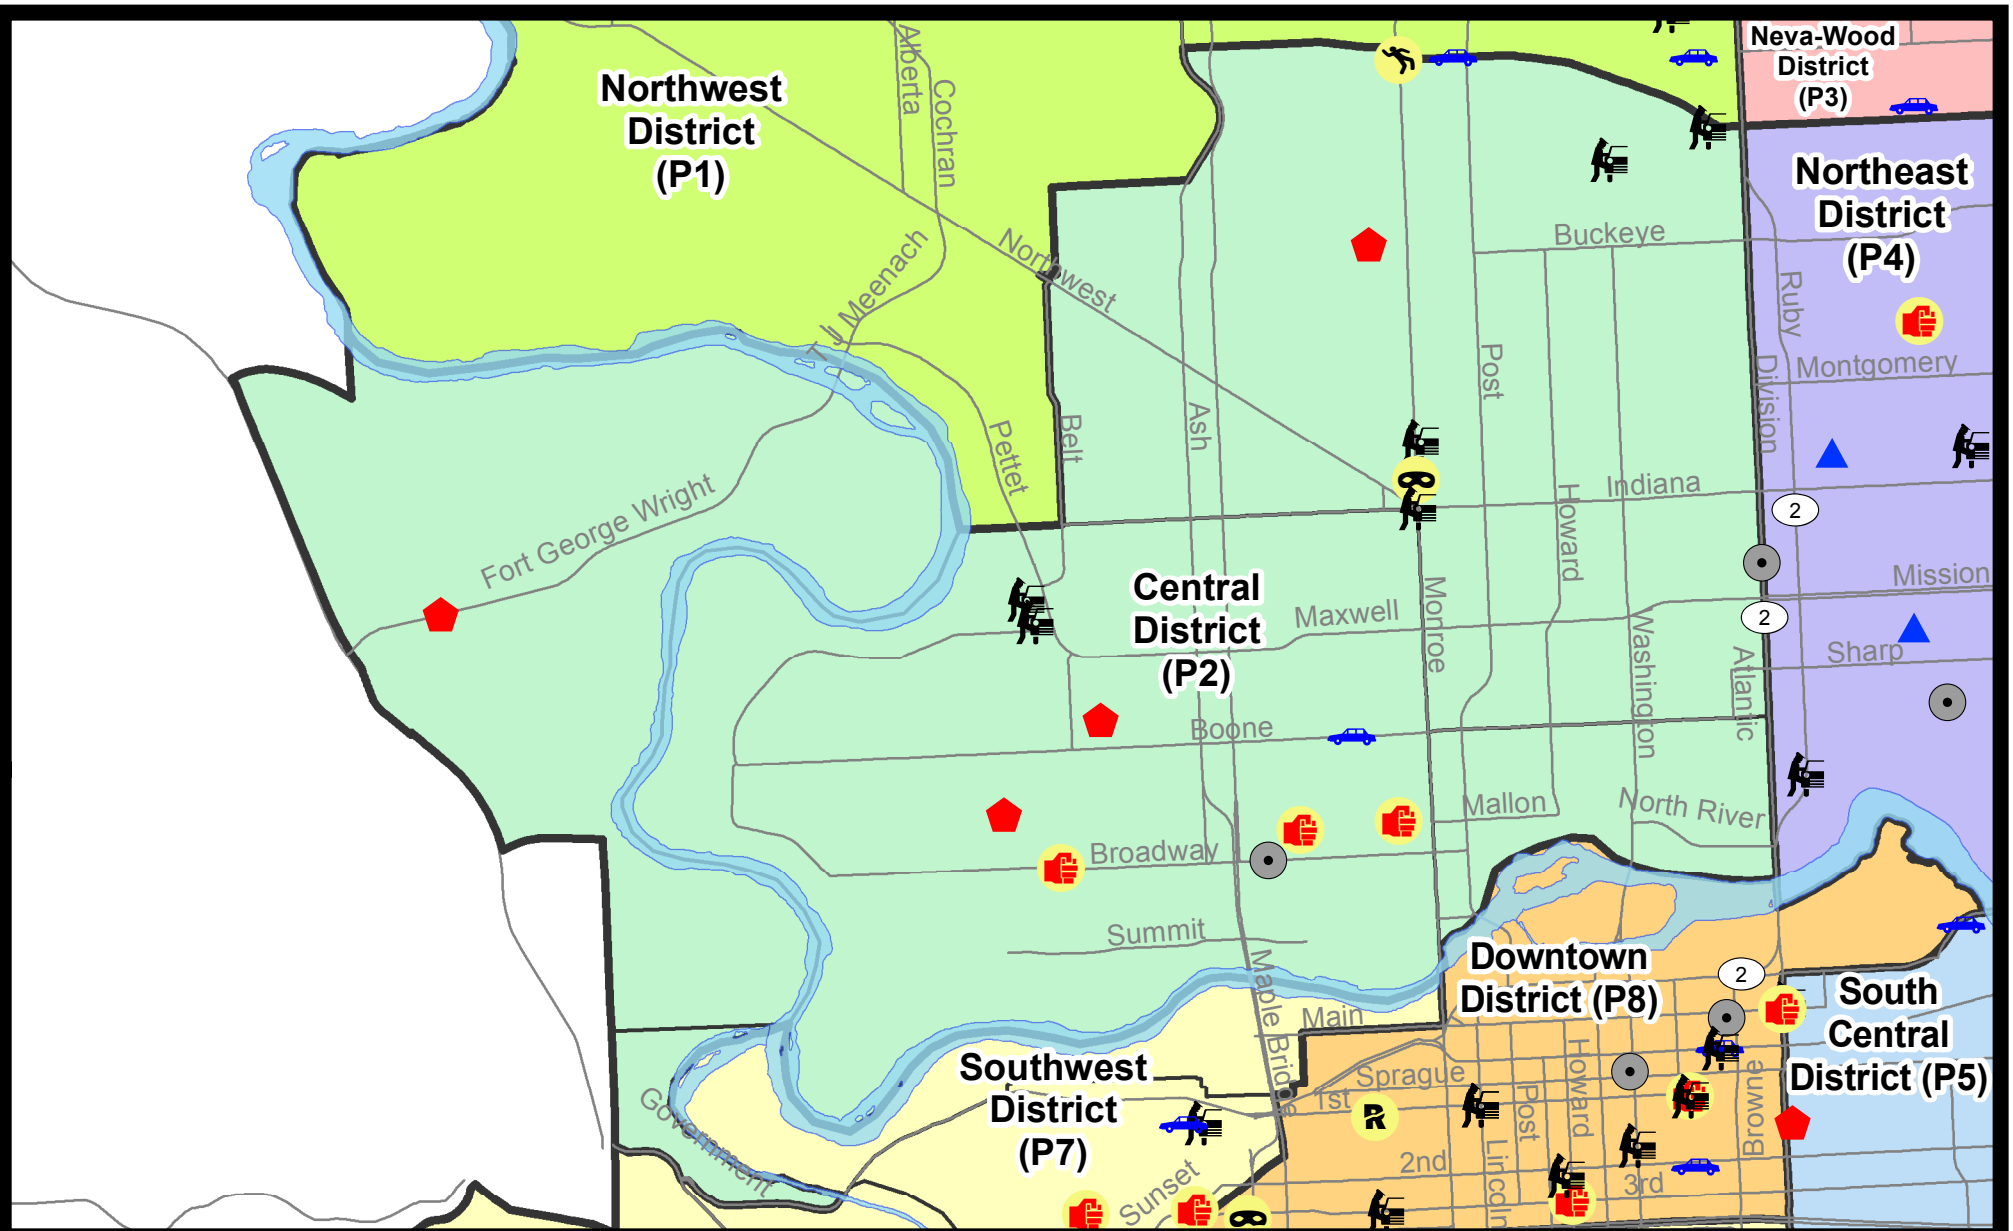 Neva-Wood
District
(P3)
Northwest
District
(P1)
Alberta
Cochran
Northeast
District
(P4)
Buckeye
Northwest
T J Meenach
Ruby
Montgomery
Division
Post
Ash
Belt
Pettet
Fort George Wright
Indiana
Howard
2
Mission
Central
District
(P2)
Maxwell
Monroe
Washington
2
Sharp
Atlantic
Boone
Mallon
North River
Broadway
Summit
Downtown
District (P8)
2
South
Central
District (P5)
Maple Bridge
Main
Southwest
District
(P7)
Sprague
1st
R
Howard
Post
Browne
Government
2nd
Lincoln
3rd
Sunset